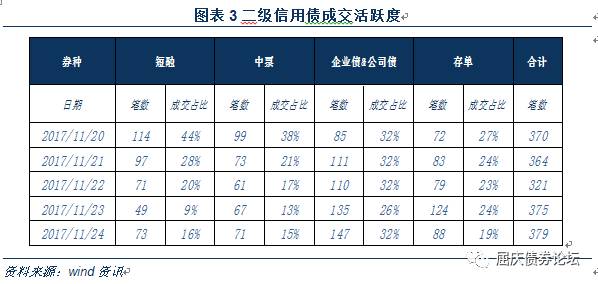 图表 3 二级信用债成交活跃度
券种 短融 中票 企业债&公司债 存单 合计
日期 笔数 成交占比 笔数 成交占比 笔数 成交占比 笔数 成交占比 笔数
2017/11/20 114 44% 99 38% 85 32% 72 27% 370
2017/11/21 97 28% 73 21% 111 32% 83 24% 364
2017/11/22 71 20% 61 17% 110 32% 79 23% 321
2017/11/23 49 9% 67 13% 135 26% 124 24% 375
2017/11/24 73 16% 71 15% 147 32% 88 19% 379
资料来源：wind 资讯
屈庆债券论坛